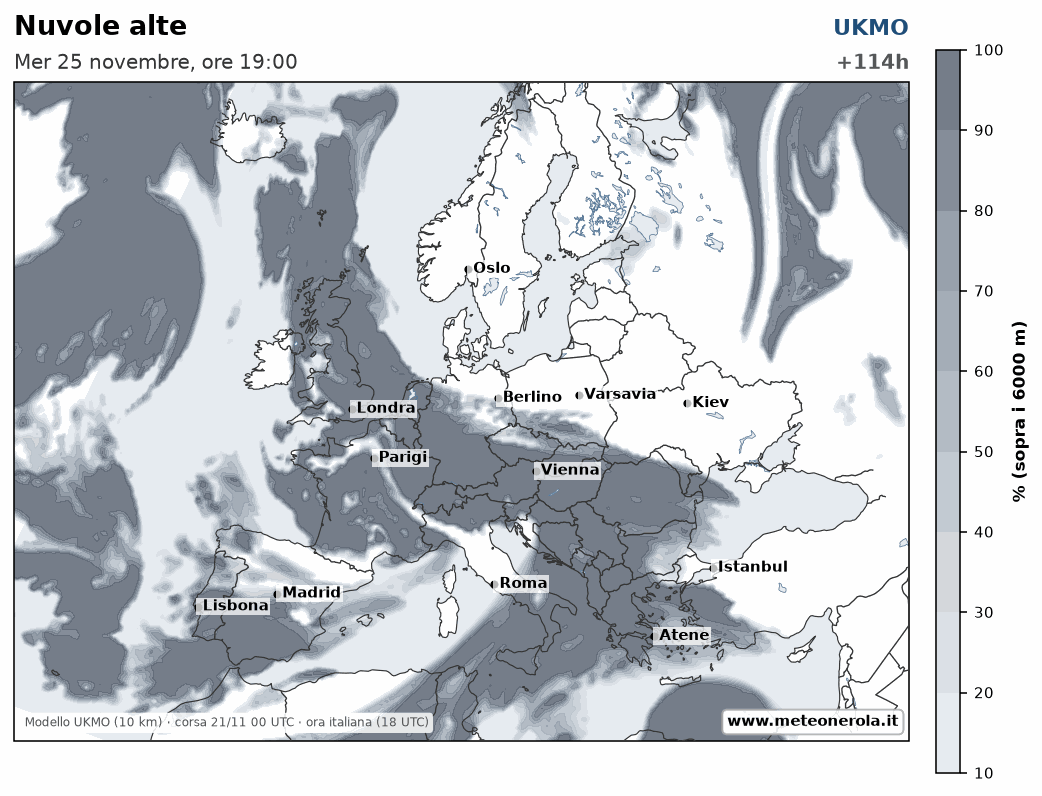 Nuvole alte
UKMO
Mer 25 novembre, ore 19:00
+114h
100
90
80
70
60
50
40
30
20
10
% (sopra i 6000 m)
Oslo
Berlino
Varsavia
Kiev
Londra
Parigi
Vienna
Istanbul
Roma
Madrid
Lisbona
Atene
Modello UKMO (10 km) · corsa 21/11 00 UTC · ora italiana (18 UTC)
www.meteonerola.it